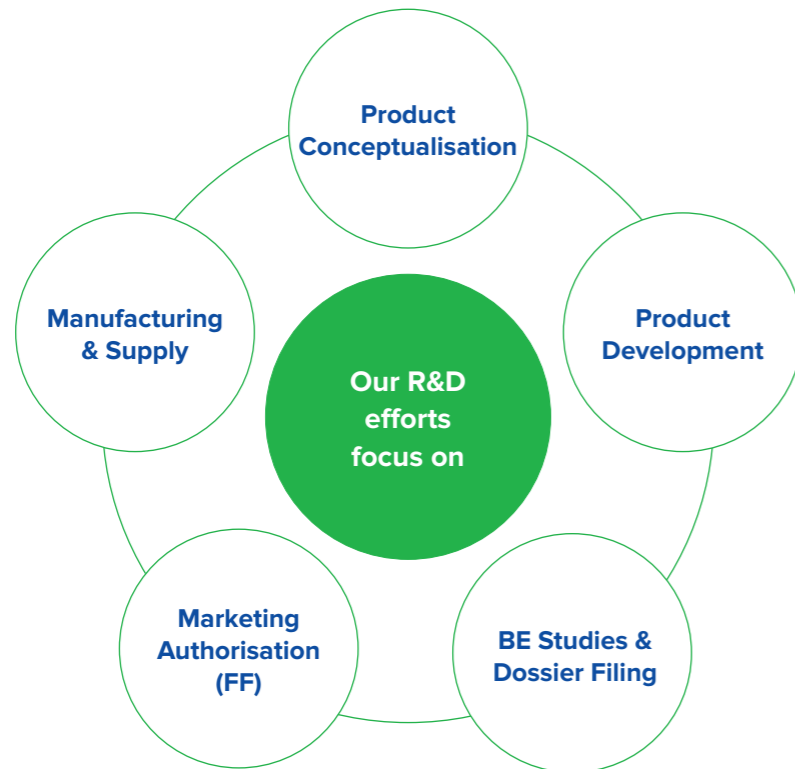 Product
Conceptualisation
Product
Development
BE Studies &
Dossier Filing
Marketing
Authorisation
(FF)
Manufacturing
& Supply
Our R&D
efforts
focus on